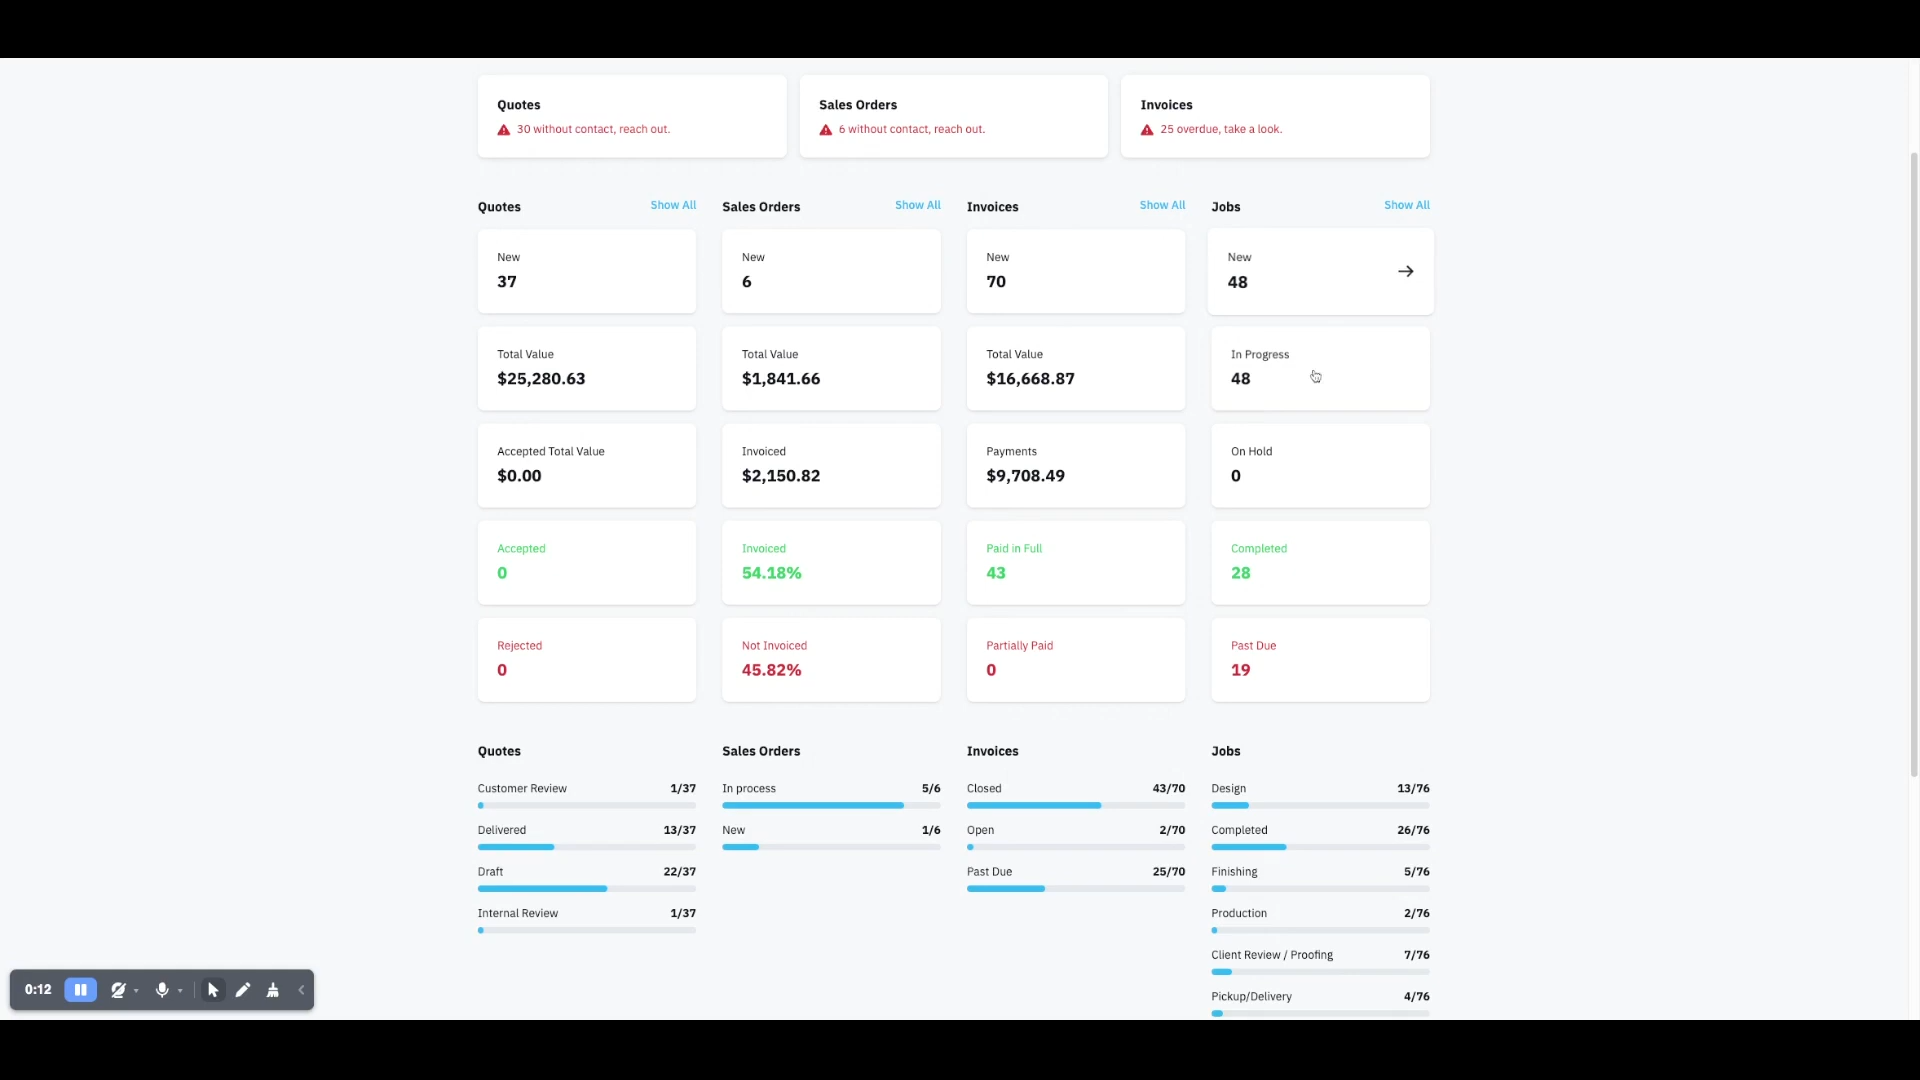 Quotes
30 without contact, reach out.
Sales Orders
6 without contact, reach out.
Invoices
25 overdue, take a look.
Quotes
Show All
Sales Orders
Show All
Invoices
Show All
Jobs
Show All
New
37
New
6
New
70
New
48
Total Value
$25,280.63
Total Value
$1,841.66
Total Value
$16,668.87
In Progress
48
Accepted Total Value
$0.00
Invoiced
$2,150.82
Payments
$9,708.49
On Hold
0
Accepted
0
Invoiced
54.18%
Paid in Full
43
Completed
28
Rejected
0
Not Invoiced
45.82%
Partially Paid
0
Past Due
19
Quotes
Customer Review 1/37
Delivered 13/37
Draft 22/37
Internal Review 1/37
Sales Orders
In process 5/6
New 1/6
Invoices
Closed 43/70
Open 2/70
Past Due 25/70
Jobs
Design 13/76
Completed 26/76
Finishing 5/76
Production 2/76
Client Review / Proofing 7/76
Pickup/Delivery 4/76
0:12